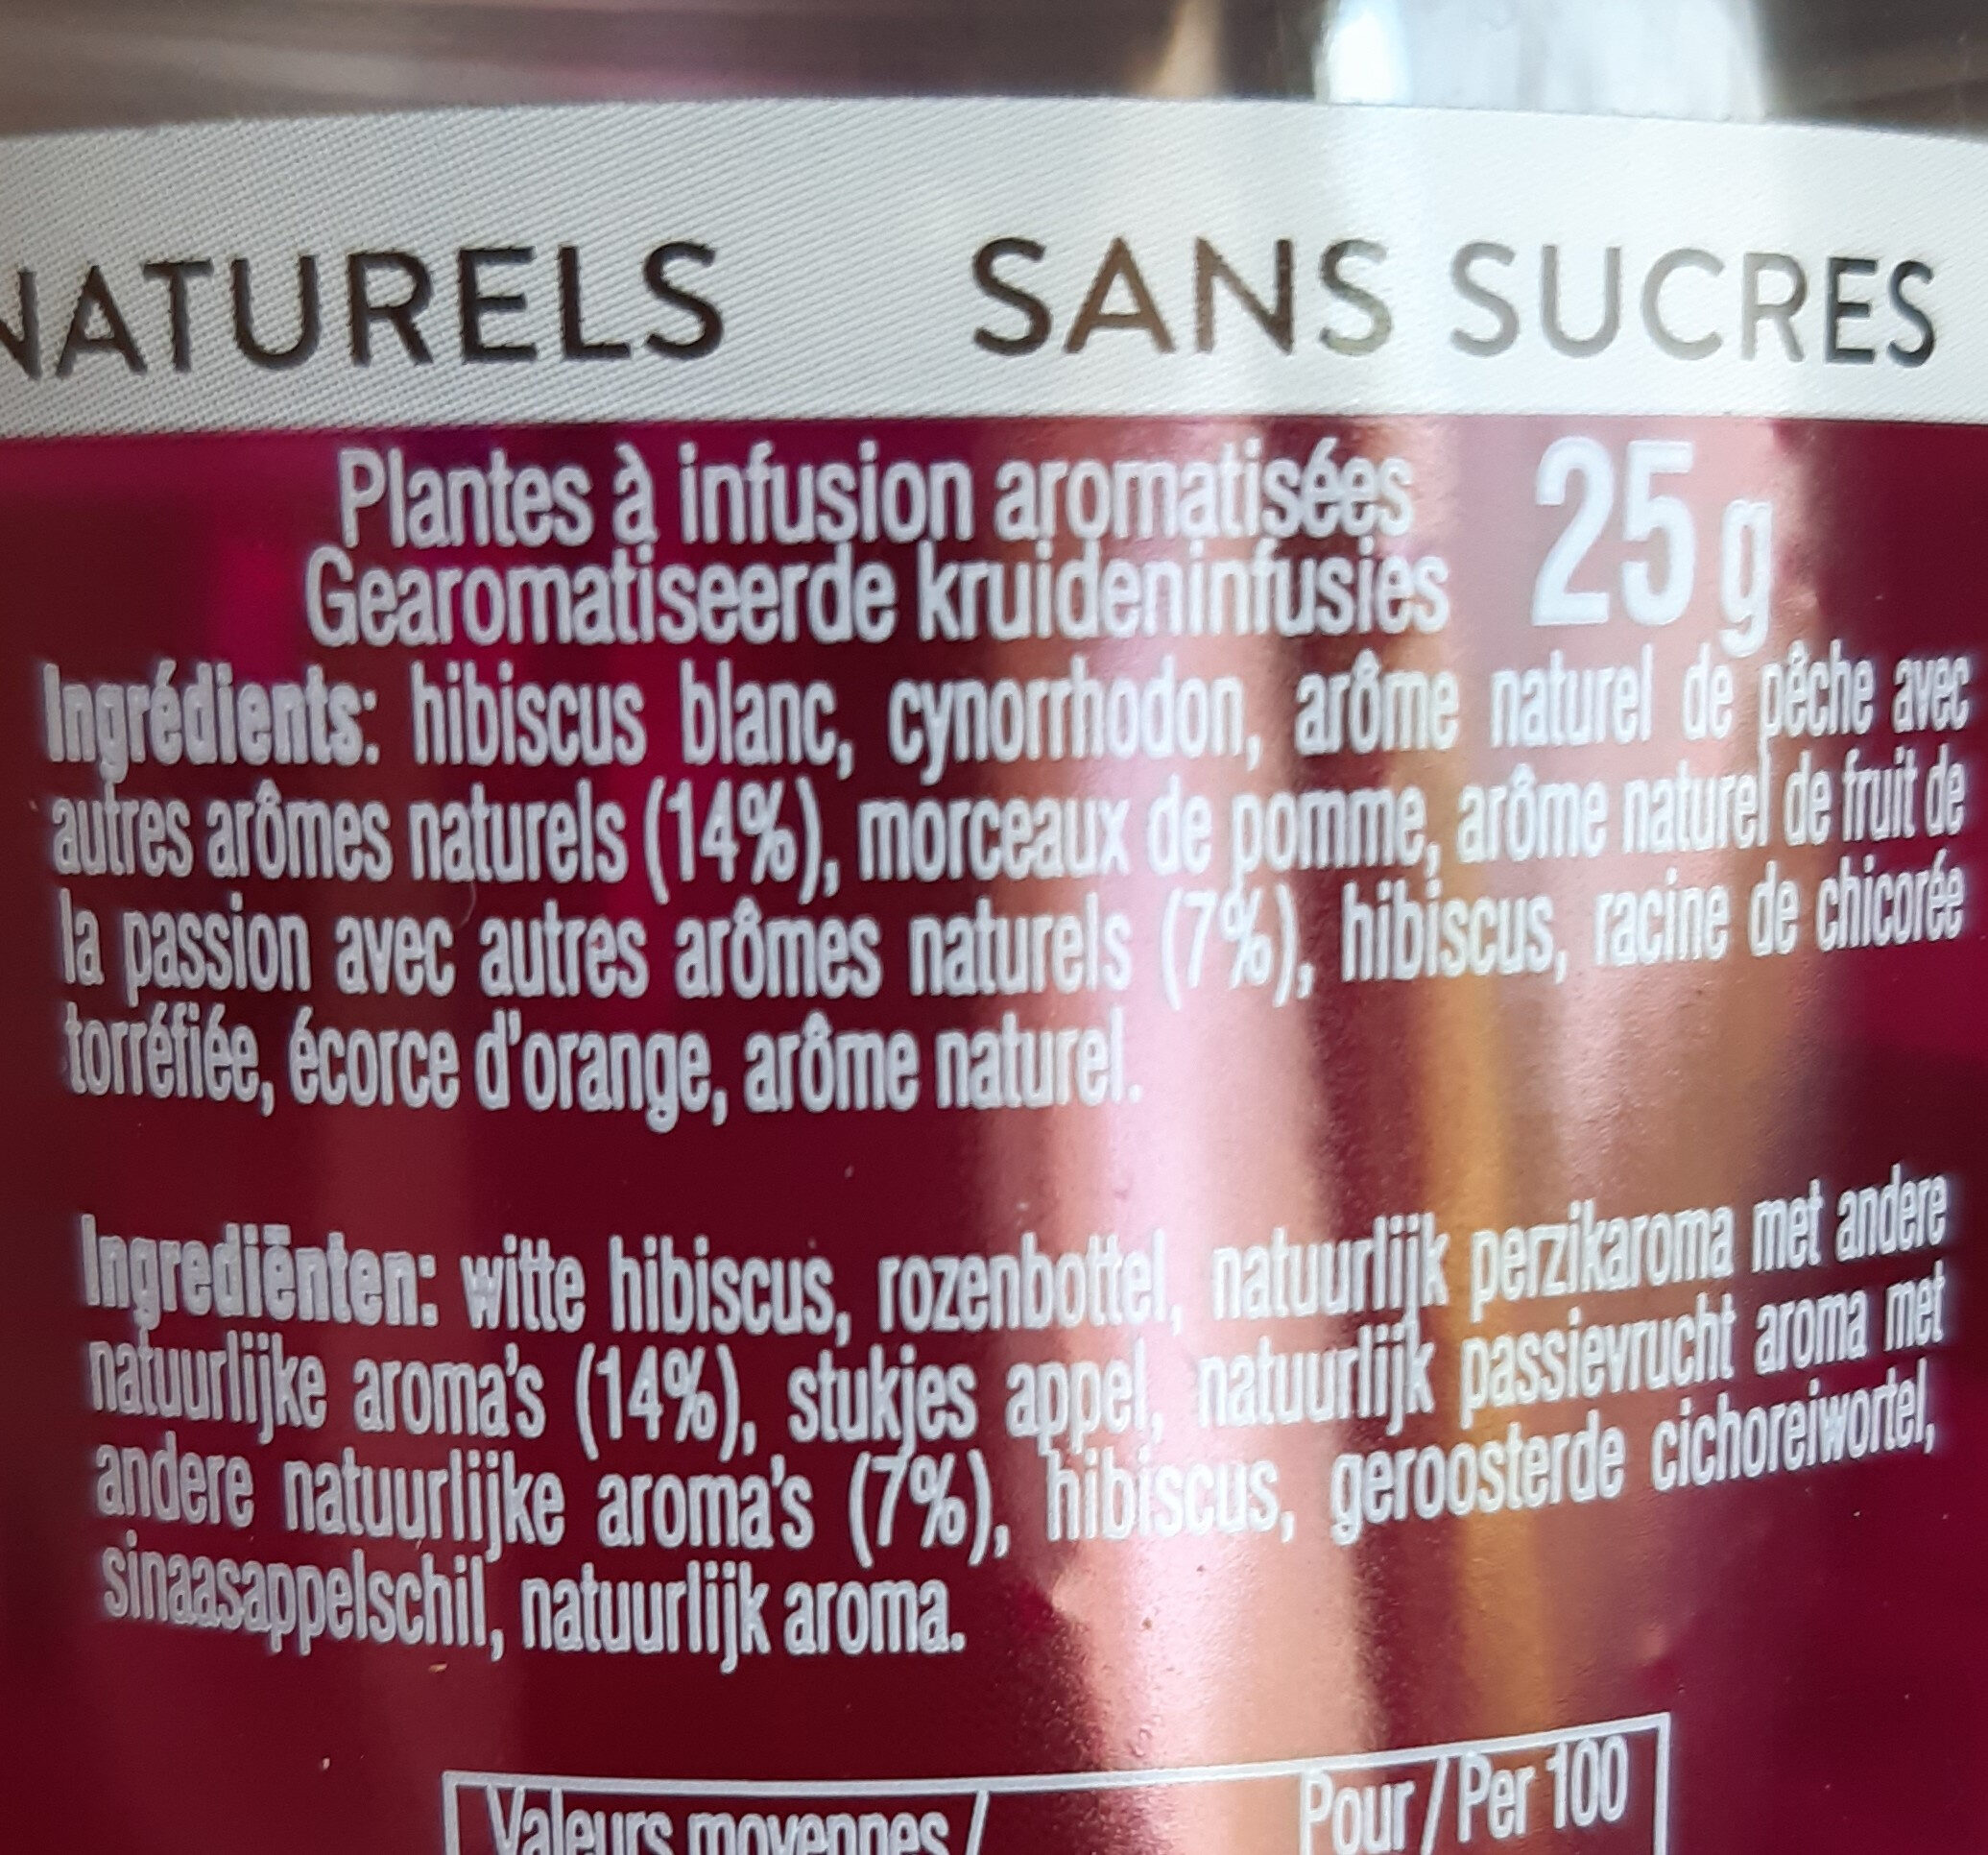 NATURELS SANS SUCRES
Plantes à infusion aromatisées 25 g
Gearomatiseerde kruideninfusies
Ingrédients: hibiscus blanc, cynorrhodon, arôme naturel de pêche avec
autres arômes naturels (14%), morceaux de pomme, arôme naturel de fruit de
la passion avec autres arômes naturels (7%), hibiscus, racine de chicorée
torréfiée, écorce d'orange, arôme naturel.
Ingrediënten: witte hibiscus, rozenbottel, natuurlijk perzikaroma met andere
natuurlijke aroma's (14%), stukjes appel, natuurlijk passievrucht aroma met
andere natuurlijke aroma's (7%), hibiscus, geroosterde cichoreiwortel,
sinaasappelschil, natuurlijk aroma.
Valeurs moyennes / Pour / Per 100